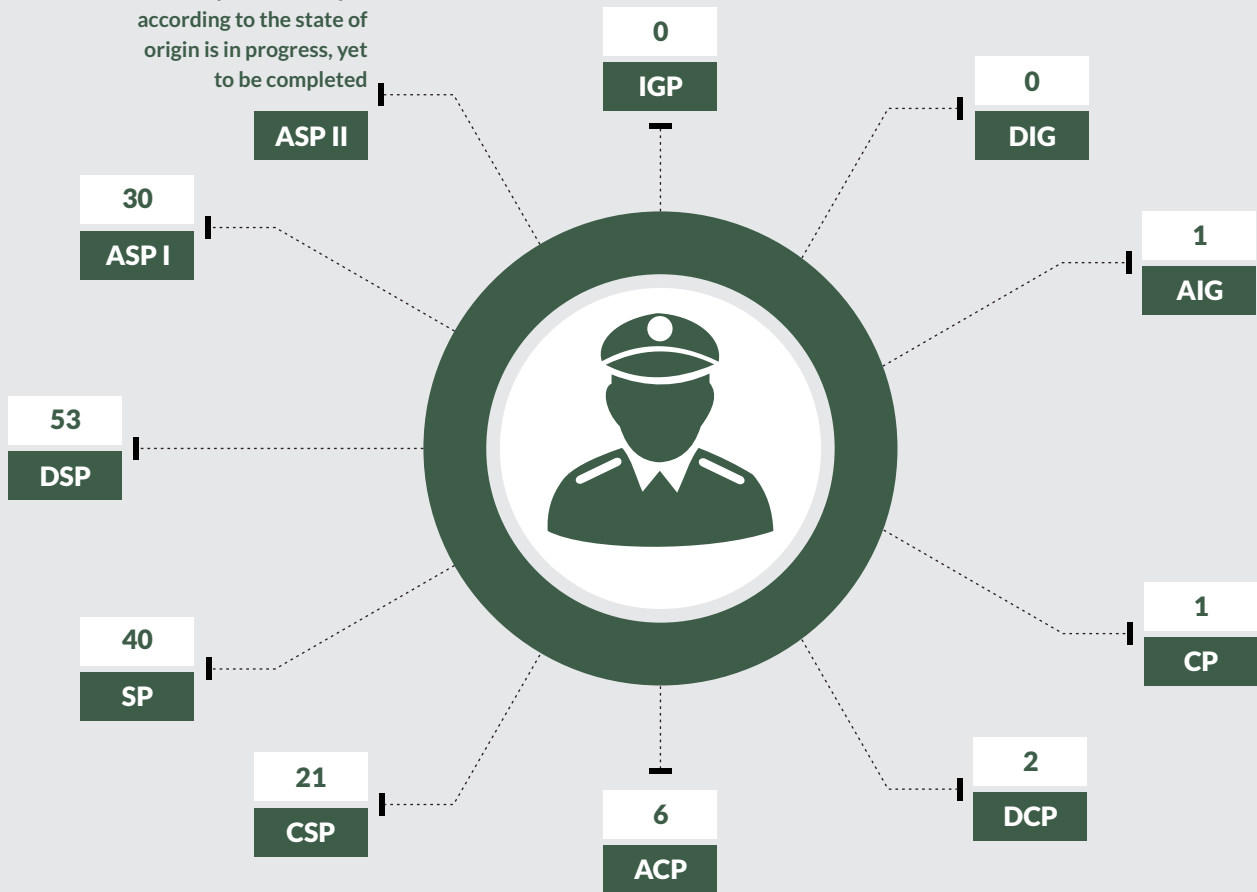 according to the state of
origin is in progress, yet
to be completed
ASP II
0
IGP
0
DIG
30
ASP I
1
AIG
53
DSP
40
SP
1
CP
21
CSP
2
DCP
6
ACP